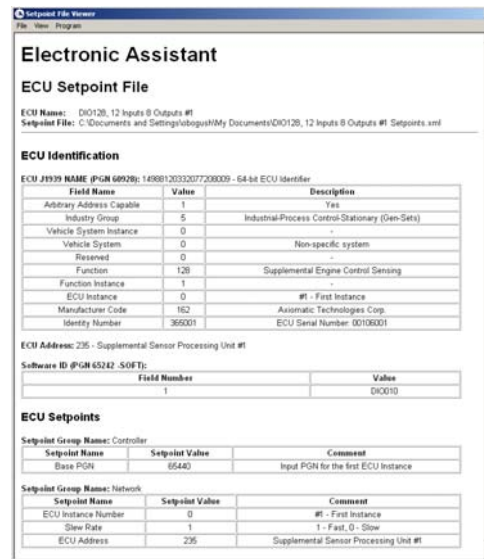 Setpoint File Viewer
File View Program
Electronic Assistant
ECU Setpoint File
ECU Name: DIO128, 12 Inputs 8 Outputs #1
Setpoint File: C:\Documents and Settings\obogush\My Documents\DIO128, 12 Inputs 8 Outputs #1 Setpoints.xml
ECU Identification
ECU J1939 NAME (PGN 60928): 14988120332077208009 - 64-bit ECU Identifier
Field Name Value Description
Arbitrary Address Capable 1 Yes
Industry Group 5 Industrial-Process Control-Stationary (Gen-Sets)
Vehicle System Instance 0 -
Vehicle System 0 Non-specific system
Reserved 0 -
Function 128 Supplemental Engine Control Sensing
Function Instance 1 -
ECU Instance 0 #1 - First Instance
Manufacturer Code 162 Axiomatic Technologies Corp.
Identity Number 365001 ECU Serial Number: 00106001
ECU Address: 235 - Supplemental Sensor Processing Unit #1
Software ID (PGN 65242 -SOFT):
Field Number Value
1 DIO010
ECU Setpoints
Setpoint Group Name: Controller
Setpoint Name Setpoint Value Comment
Base PGN 65440 Input PGN for the first ECU Instance
Setpoint Group Name: Network
Setpoint Name Setpoint Value Comment
ECU Instance Number 0 #1 - First Instance
Slew Rate 1 1 - Fast, 0 - Slow
ECU Address 235 Supplemental Sensor Processing Unit #1